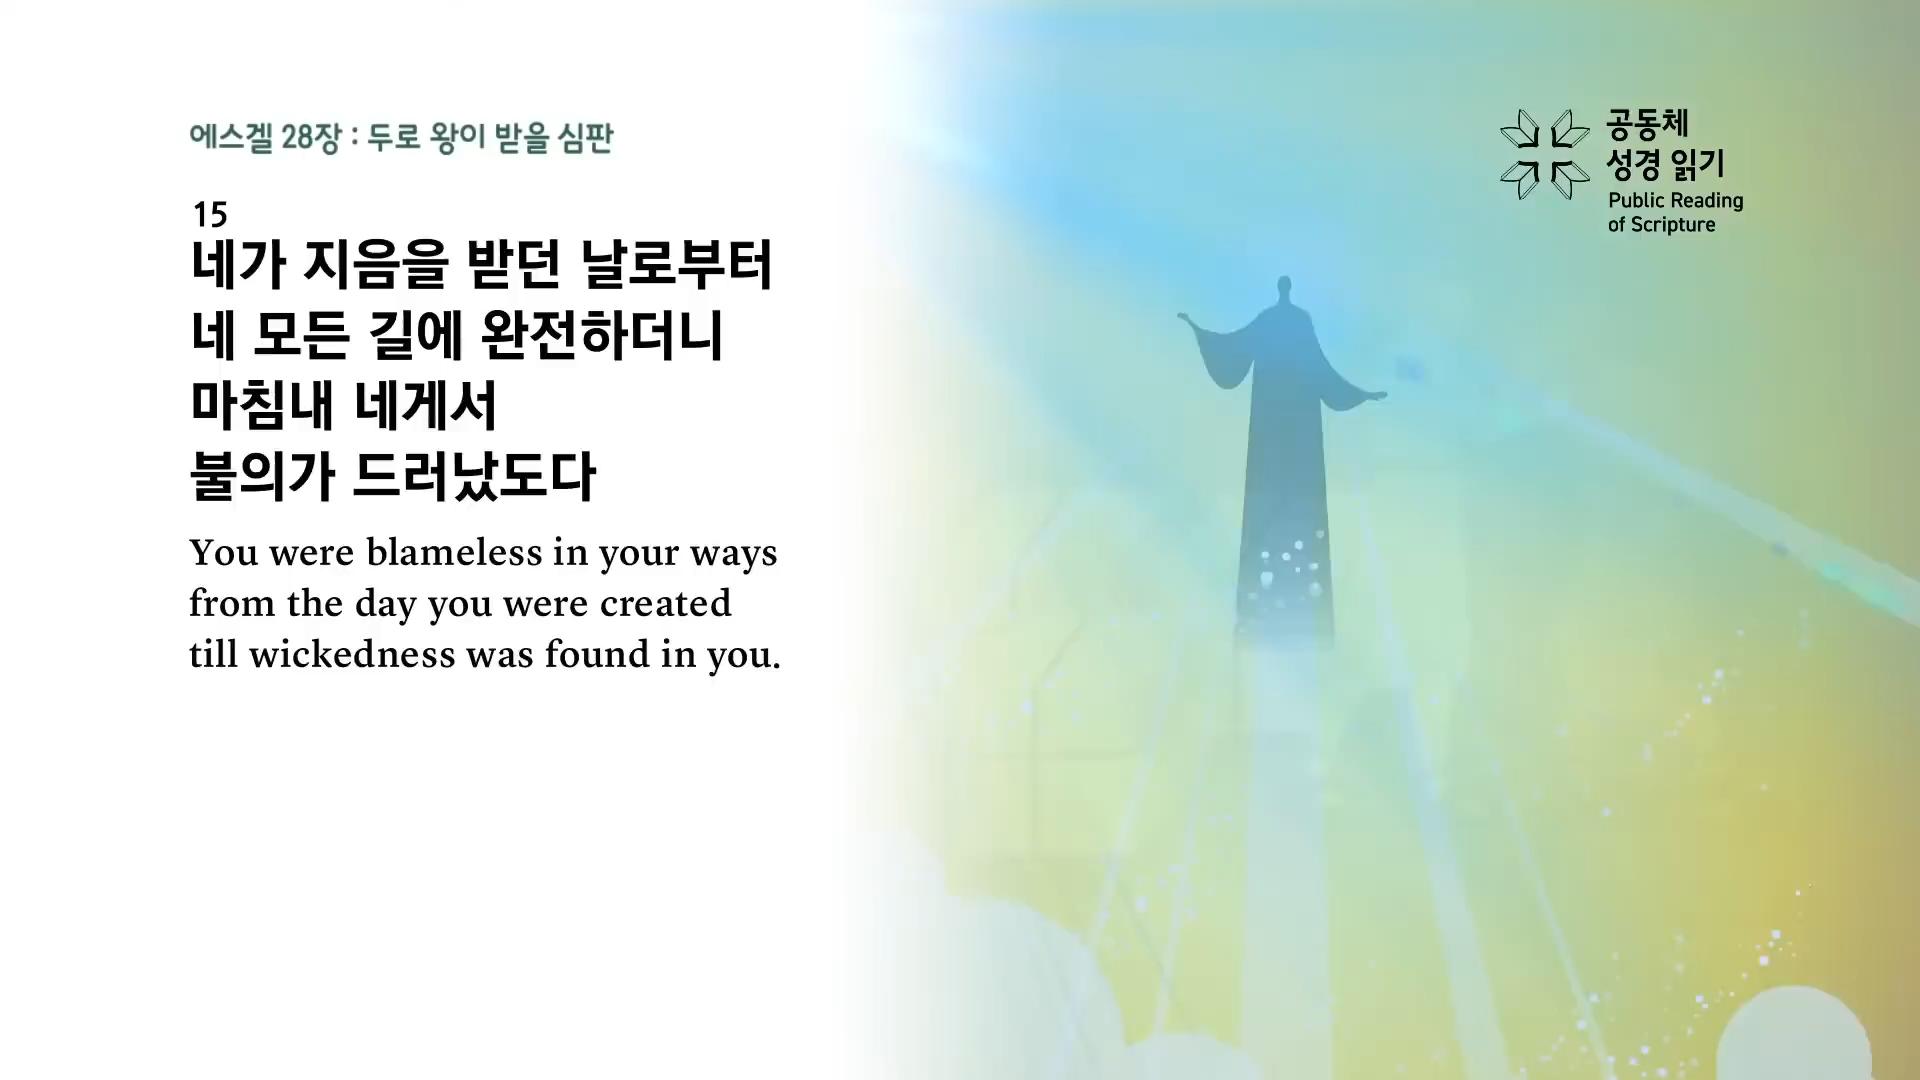 에스겔 28장 : 두로 왕이 받을 심판
15
네가 지음을 받던 날로부터
네 모든 길에 완전하더니
마침내 네게서
불의가 드러났도다
You were blameless in your ways
from the day you were created
till wickedness was found in you.
공동체
성경 읽기
Public Reading
of Scripture